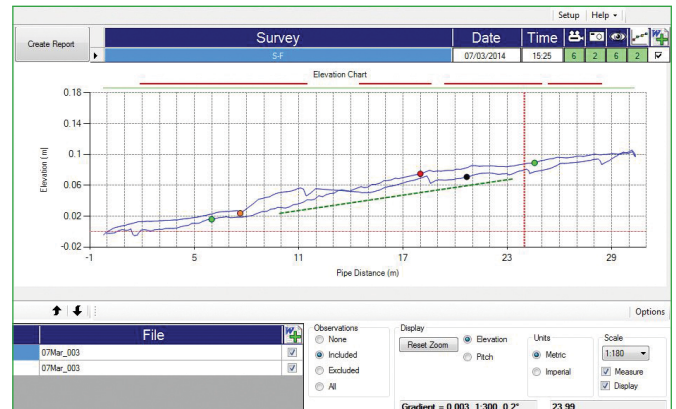 Setup Help
Create Report Survey Date Time
S-F 07/03/2014 15:25 6 2 6 2
Elevation Chart
0.18
0.14
0.1
0.06
0.02
-0.02
Elevation [m]
-1 5 11 17 23 29
Pipe Distance (m)
Options
File
07Mar_003
07Mar_003
Observations
None
Included
Excluded
All
Display
Reset Zoom
Elevation
Pitch
Units
Metric
Imperial
Scale
1:180
Measure
Display
Gradient = 0.003 1:300 0.2° 23.99